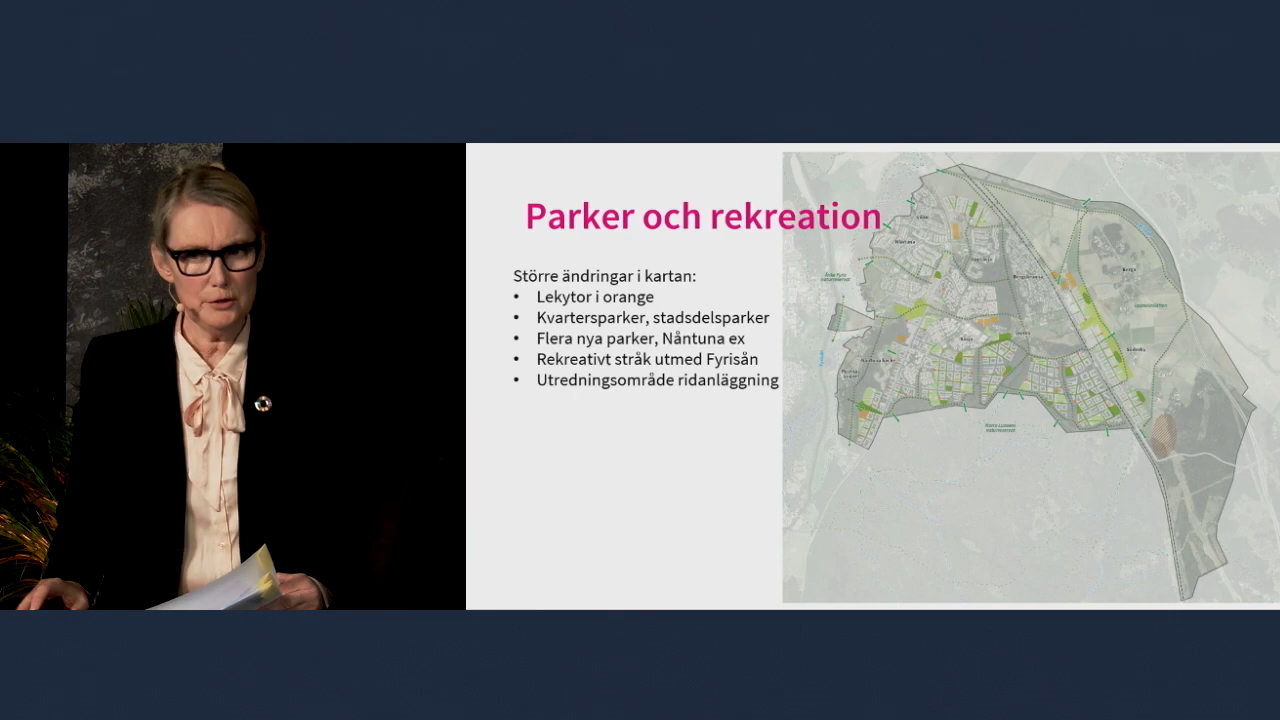 Parker och rekreation
Större ändringar i kartan:
• Lekytor i orange
• Kvartersparker, stadsdelsparker
• Flera nya parker, Nåntuna ex
• Rekreativt stråk utmed Fyrisån
• Utredningsområde ridanläggning